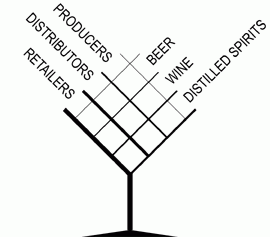 PRODUCERS
DISTRIBUTORS
RETAILERS
BEER
WINE
DISTILLED SPIRITS